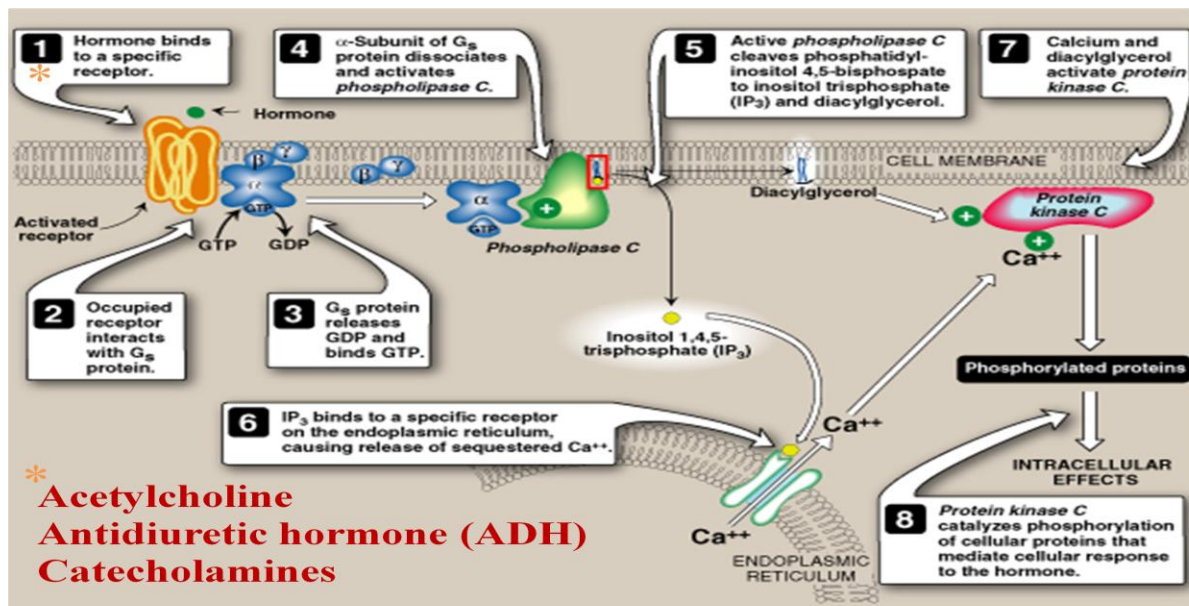 1
Hormone binds
to a specific
receptor.
*
4
α-Subunit of Gs
protein dissociates
and activates
phospholipase C.
5
Active phospholipase C
cleaves phosphatidyl-
inositol 4,5-bisphospate
to inositol trisphosphate
(IP3) and diacylglycerol.
7
Calcium and
diacylglycerol
activate protein
kinase C.
Hormone
CELL MEMBRANE
β γ
α
GTP
β γ
α
GTP
+
Phospholipase C
Diacylglycerol
+
Protein
kinase C
+
Ca++
Activated
receptor
GTP
GDP
2
Occupied
receptor
interacts
with Gs
protein.
3
Gs protein
releases
GDP and
binds GTP.
Inositol 1,4,5-
trisphosphate (IP3)
Phosphorylated proteins
6
IP3 binds to a specific receptor
on the endoplasmic reticulum,
causing release of sequestered Ca++.
Ca++
INTRACELLULAR
EFFECTS
Ca++
ENDOPLASMIC
RETICULUM
8
Protein kinase C
catalyzes phosphorylation
of cellular proteins that
mediate cellular response
to the hormone.
*
Acetylcholine
Antidiuretic hormone (ADH)
Catecholamines